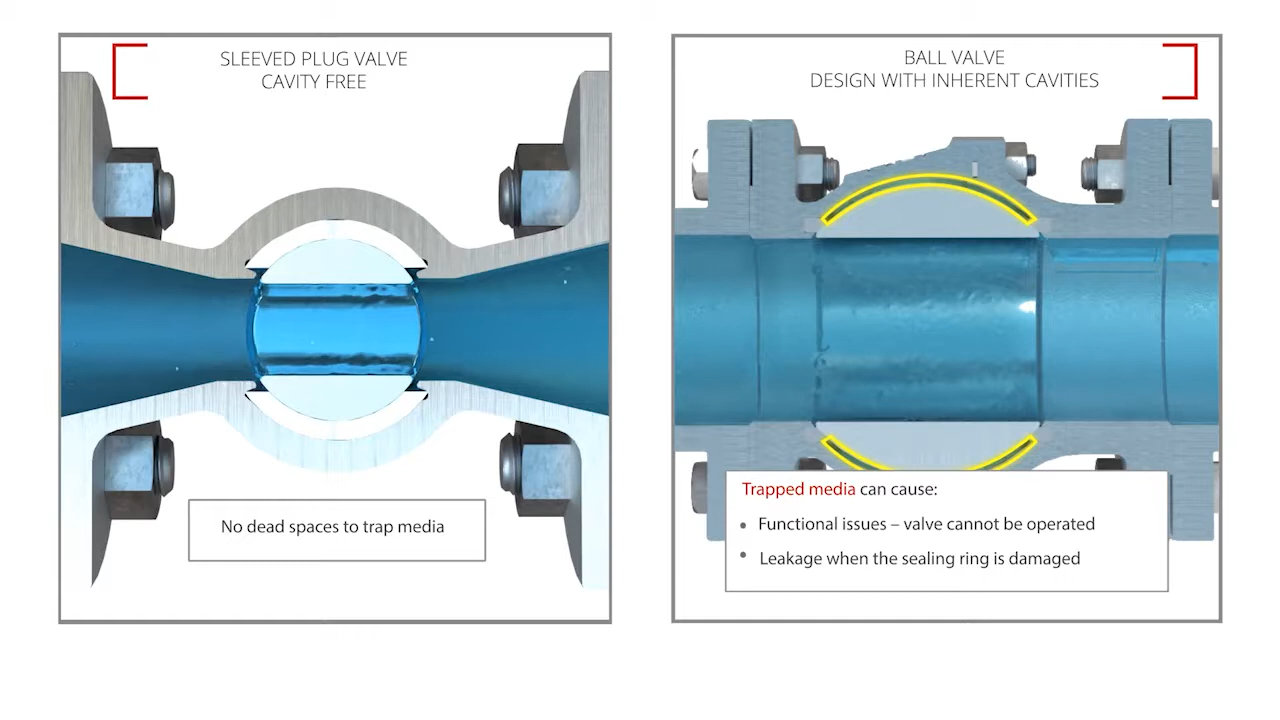 SLEEVED PLUG VALVE
CAVITY FREE
No dead spaces to trap media
BALL VALVE
DESIGN WITH INHERENT CAVITIES
Trapped media can cause:
• Functional issues – valve cannot be operated
• Leakage when the sealing ring is damaged